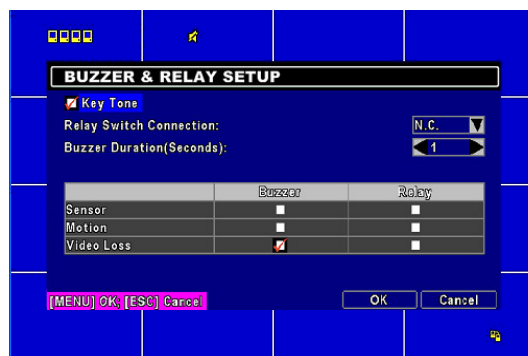 BUZZER & RELAY SETUP
Key Tone
Relay Switch Connection: N.C.
Buzzer Duration(Seconds): 1
Buzzer Relay
Sensor
Motion
Video Loss
[MENU] OK; [ESC] Cancel OK Cancel